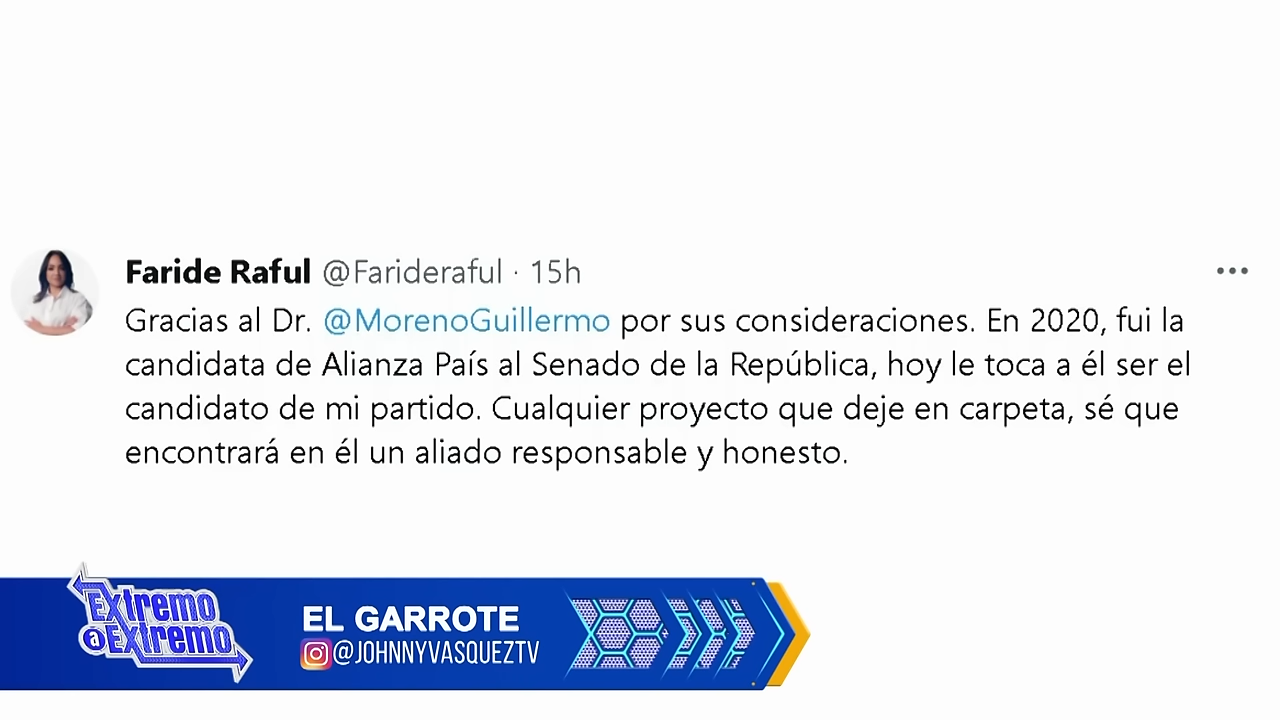 Faride Raful @Farideraful · 15h
Gracias al Dr. @MorenoGuillermo por sus consideraciones. En 2020, fui la
candidata de Alianza País al Senado de la República, hoy le toca a él ser el
candidato de mi partido. Cualquier proyecto que deje en carpeta, sé que
encontrará en él un aliado responsable y honesto.
Extremo
a Extremo
EL GARROTE
@JOHNNYVASQUEZTV